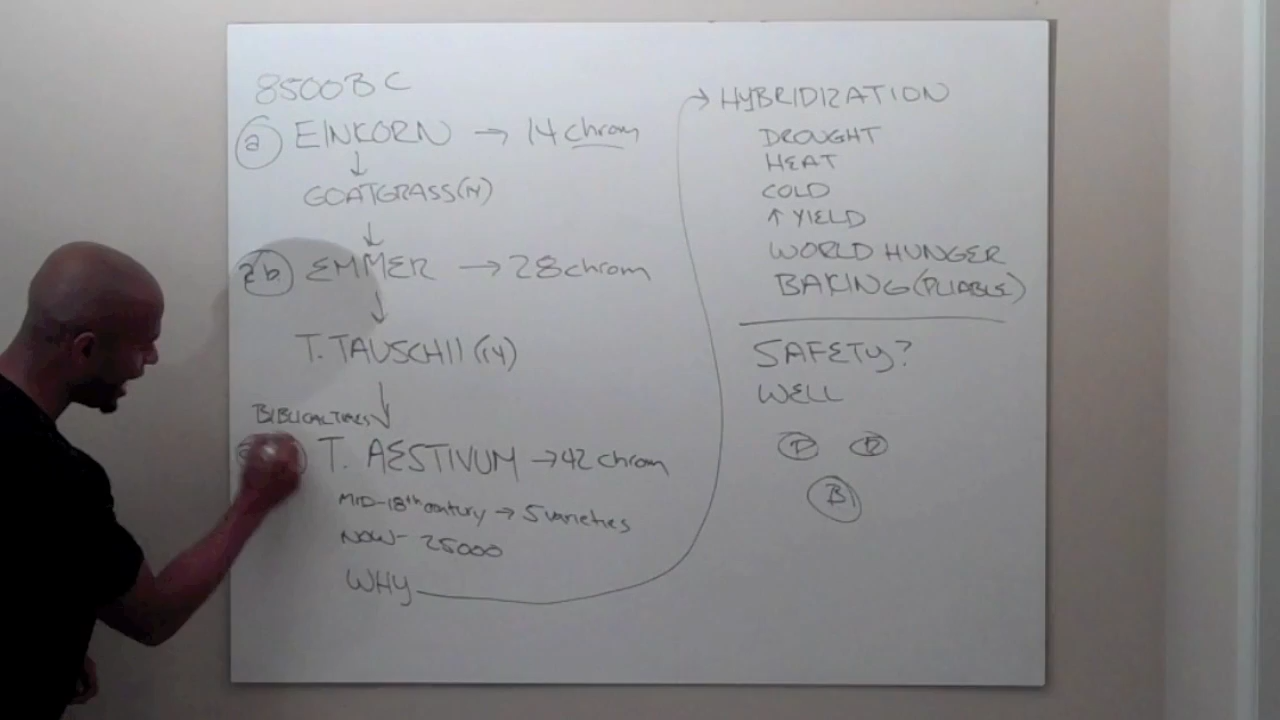 8500BC
a EINKORN → 14 chrom
↓
GOATGRASS(14)
↓
2b EMMER → 28 chrom
↓
T. TAUSCHII (14)
↓
BIBLICAL TIMES
T. AESTIVUM → 42 chrom
MID-18th century → 5 varieties
NOW - 25000
WHY
→ HYBRIDIZATION
DROUGHT
HEAT
COLD
↑ YIELD
WORLD HUNGER
BAKING (PLIABLE)
SAFETY?
WELL
B